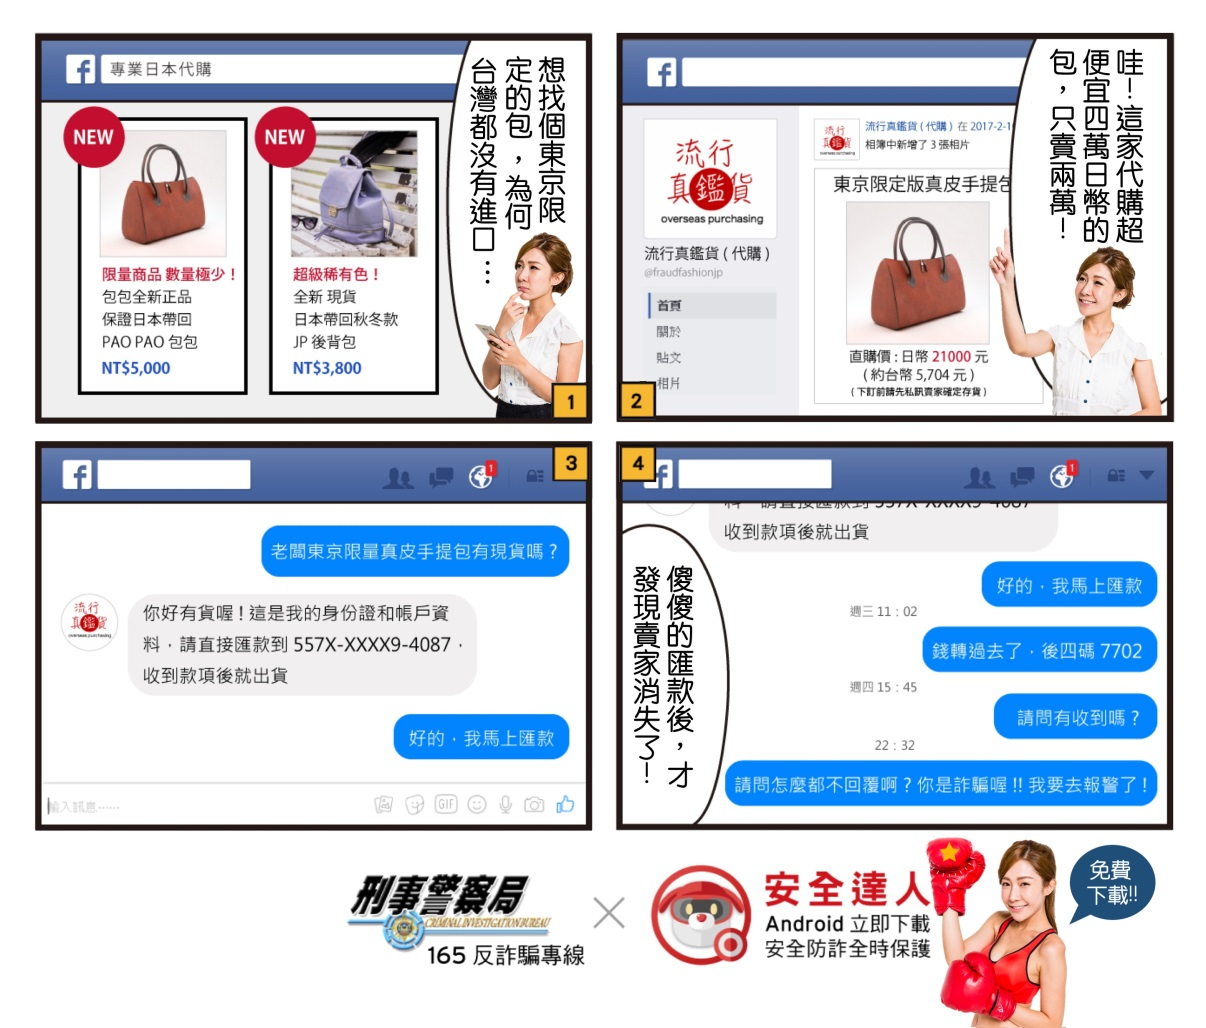 專業日本代購
想找個東京限
定的包，為何
台灣都沒有進口…
NEW
限量商品 數量極少！
包包全新正品
保證日本帶回
PAO PAO 包包
NT$5,000
NEW
超級稀有色！
全新 現貨
日本帶回秋冬款
JP 後背包
NT$3,800
1
哇！這家代購超
便宜四萬日幣的
包，只賣兩萬！
流行
真鑑貨
overseas purchasing
流行真鑑貨 ( 代購 )
@fraudfashionjp
首頁
關於
貼文
相片
流行真鑑貨 ( 代購 ) 在 2017-2-1
相簿中新增了 3 張相片
東京限定版真皮手提包
直購價 : 日幣 21000 元
( 約台幣 5,704 元 )
( 下訂前請先私訊賣家確定存貨 )
2
3
1
老闆東京限量真皮手提包有現貨嗎？
流行
真鑑貨
你好有貨喔！這是我的身份證和帳戶資
料，請直接匯款到 557X-XXXX9-4087，
收到款項後就出貨
好的，我馬上匯款
輸入訊息……
GIF
4
1
料，請直接匯款到 557X-XXXX9-4087
收到款項後就出貨
好的，我馬上匯款
週三 11 : 02
錢轉過去了，後四碼 7702
週四 15 : 45
請問有收到嗎？
22 : 32
請問怎麼都不回覆啊？你是詐騙喔 !! 我要去報警了！
傻傻的匯款後，才
發現賣家消失了！
刑事警察局
CRIMINAL INVESTIGATION BUREAU
165 反詐騙專線
安全達人
Android 立即下載
安全防詐全時保護
免費
下載!!